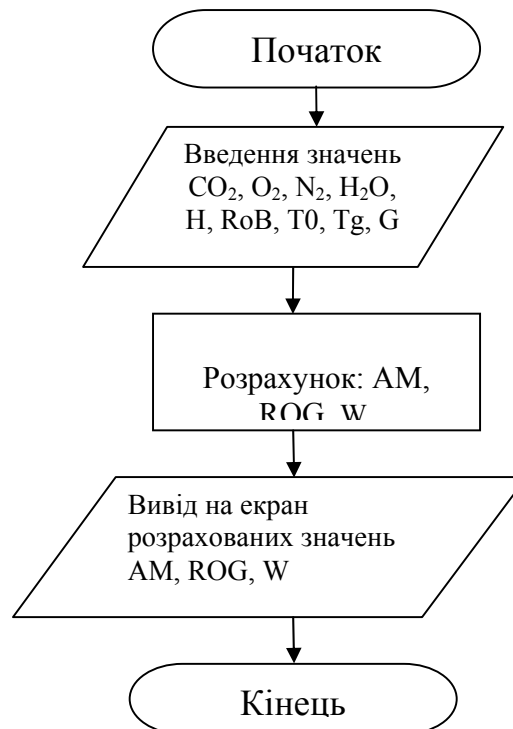 Початок
Введення значень
CO₂, O₂, N₂, H₂O,
H, RoB, T0, Tg, G
Розрахунок: AM,
ROG, W
Вивід на екран
розрахованих значень
AM, ROG, W
Кінець